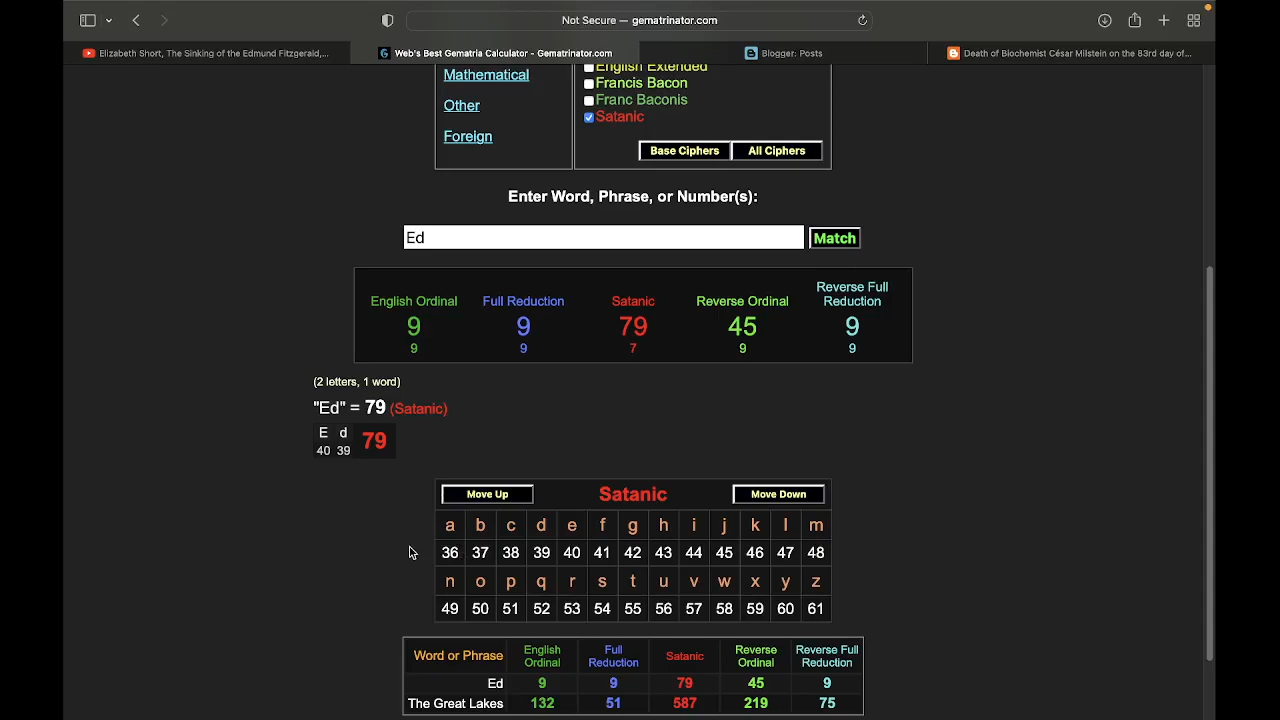 Not Secure — gematrinator.com
Elizabeth Short, The Sinking of the Edmund Fitzgerald,...
Web's Best Gematria Calculator - Gematrinator.com
Blogger: Posts
Death of Biochemist César Milstein on the 83rd day of...
Mathematical
Other
Foreign
English Extended
Francis Bacon
Franc Baconis
Satanic
Base Ciphers
All Ciphers
Enter Word, Phrase, or Number(s):
Ed
Match
English Ordinal Full Reduction Satanic Reverse Ordinal Reverse Full Reduction
9 9 79 45 9
9 9 7 9 9
(2 letters, 1 word)
"Ed" = 79 (Satanic)
E d 79
40 39
Move Up Satanic Move Down
a b c d e f g h i j k l m
36 37 38 39 40 41 42 43 44 45 46 47 48
n o p q r s t u v w x y z
49 50 51 52 53 54 55 56 57 58 59 60 61
Word or Phrase English Ordinal Full Reduction Satanic Reverse Ordinal Reverse Full Reduction
Ed 9 9 79 45 9
The Great Lakes 132 51 587 219 75